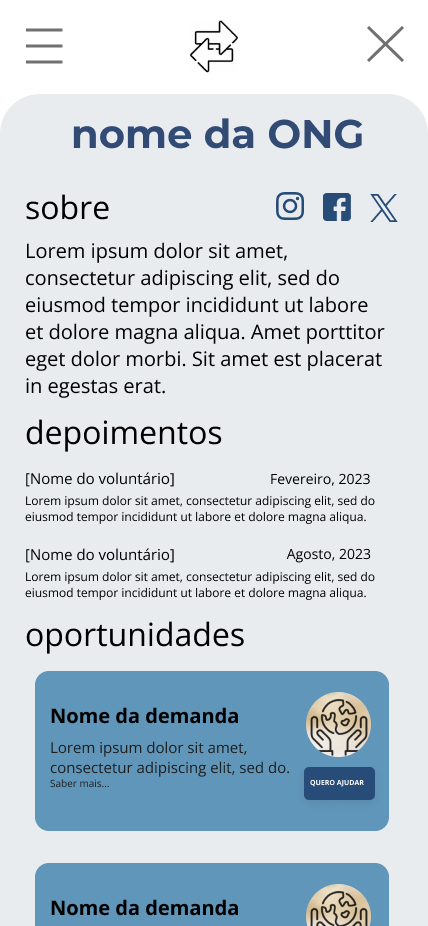 nome da ONG
sobre
Lorem ipsum dolor sit amet,
consectetur adipiscing elit, sed do
eiusmod tempor incididunt ut labore
et dolore magna aliqua. Amet porttitor
eget dolor morbi. Sit amet est placerat
in egestas erat.
depoimentos
[Nome do voluntário] Fevereiro, 2023
Lorem ipsum dolor sit amet, consectetur adipiscing elit, sed do
eiusmod tempor incididunt ut labore et dolore magna aliqua.
[Nome do voluntário] Agosto, 2023
Lorem ipsum dolor sit amet, consectetur adipiscing elit, sed do
eiusmod tempor incididunt ut labore et dolore magna aliqua.
oportunidades
Nome da demanda
Lorem ipsum dolor sit amet,
consectetur adipiscing elit, sed do.
Saber mais...
QUERO AJUDAR
Nome da demanda